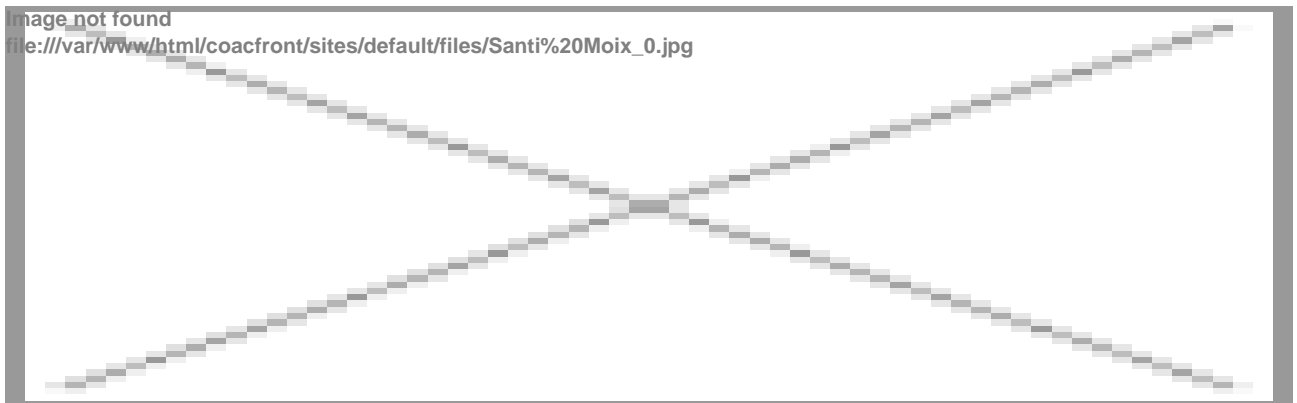 Image not found
file:///var/www/html/coacfront/sites/default/files/Santi%20Moix_0.jpg